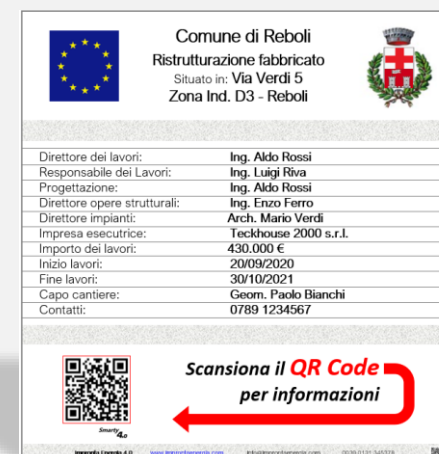 Comune di Reboli
Ristrutturazione fabbricato
Situato in: Via Verdi 5
Zona Ind. D3 - Reboli
Direttore dei lavori: Ing. Aldo Rossi
Responsabile dei Lavori: Ing. Luigi Riva
Progettazione: Ing. Aldo Rossi
Direttore opere strutturali: Ing. Enzo Ferro
Direttore impianti: Arch. Mario Verdi
Impresa esecutrice: Teckhouse 2000 s.r.l.
Importo dei lavori: 430.000 €
Inizio lavori: 20/09/2020
Fine lavori: 30/10/2021
Capo cantiere: Geom. Paolo Bianchi
Contatti: 0789 1234567
Scansiona il QR Code
per informazioni
Smarty 4.0